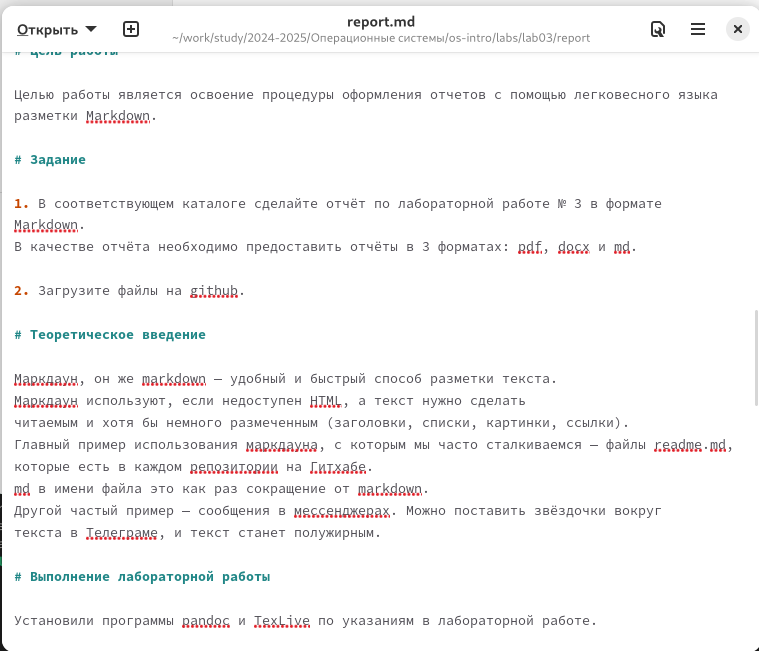 Открыть
report.md
~/work/study/2024-2025/Операционные системы/os-intro/labs/lab03/report
# Цель работы
Целью работы является освоение процедуры оформления отчетов с помощью легковесного языка
разметки Markdown.
# Задание
1. В соответствующем каталоге сделайте отчёт по лабораторной работе № 3 в формате
Markdown.
В качестве отчёта необходимо предоставить отчёты в 3 форматах: pdf, docx и md.
2. Загрузите файлы на github.
# Теоретическое введение
Маркдаун, он же markdown — удобный и быстрый способ разметки текста.
Маркдаун используют, если недоступен HTML, а текст нужно сделать
читаемым и хотя бы немного размеченным (заголовки, списки, картинки, ссылки).
Главный пример использования маркдауна, с которым мы часто сталкиваемся — файлы readme.md,
которые есть в каждом репозитории на Гитхабе.
md в имени файла это как раз сокращение от markdown.
Другой частый пример — сообщения в мессенджерах. Можно поставить звёздочки вокруг
текста в Телеграме, и текст станет полужирным.
# Выполнение лабораторной работы
Установили программы pandoc и TexLive по указаниям в лабораторной работе.